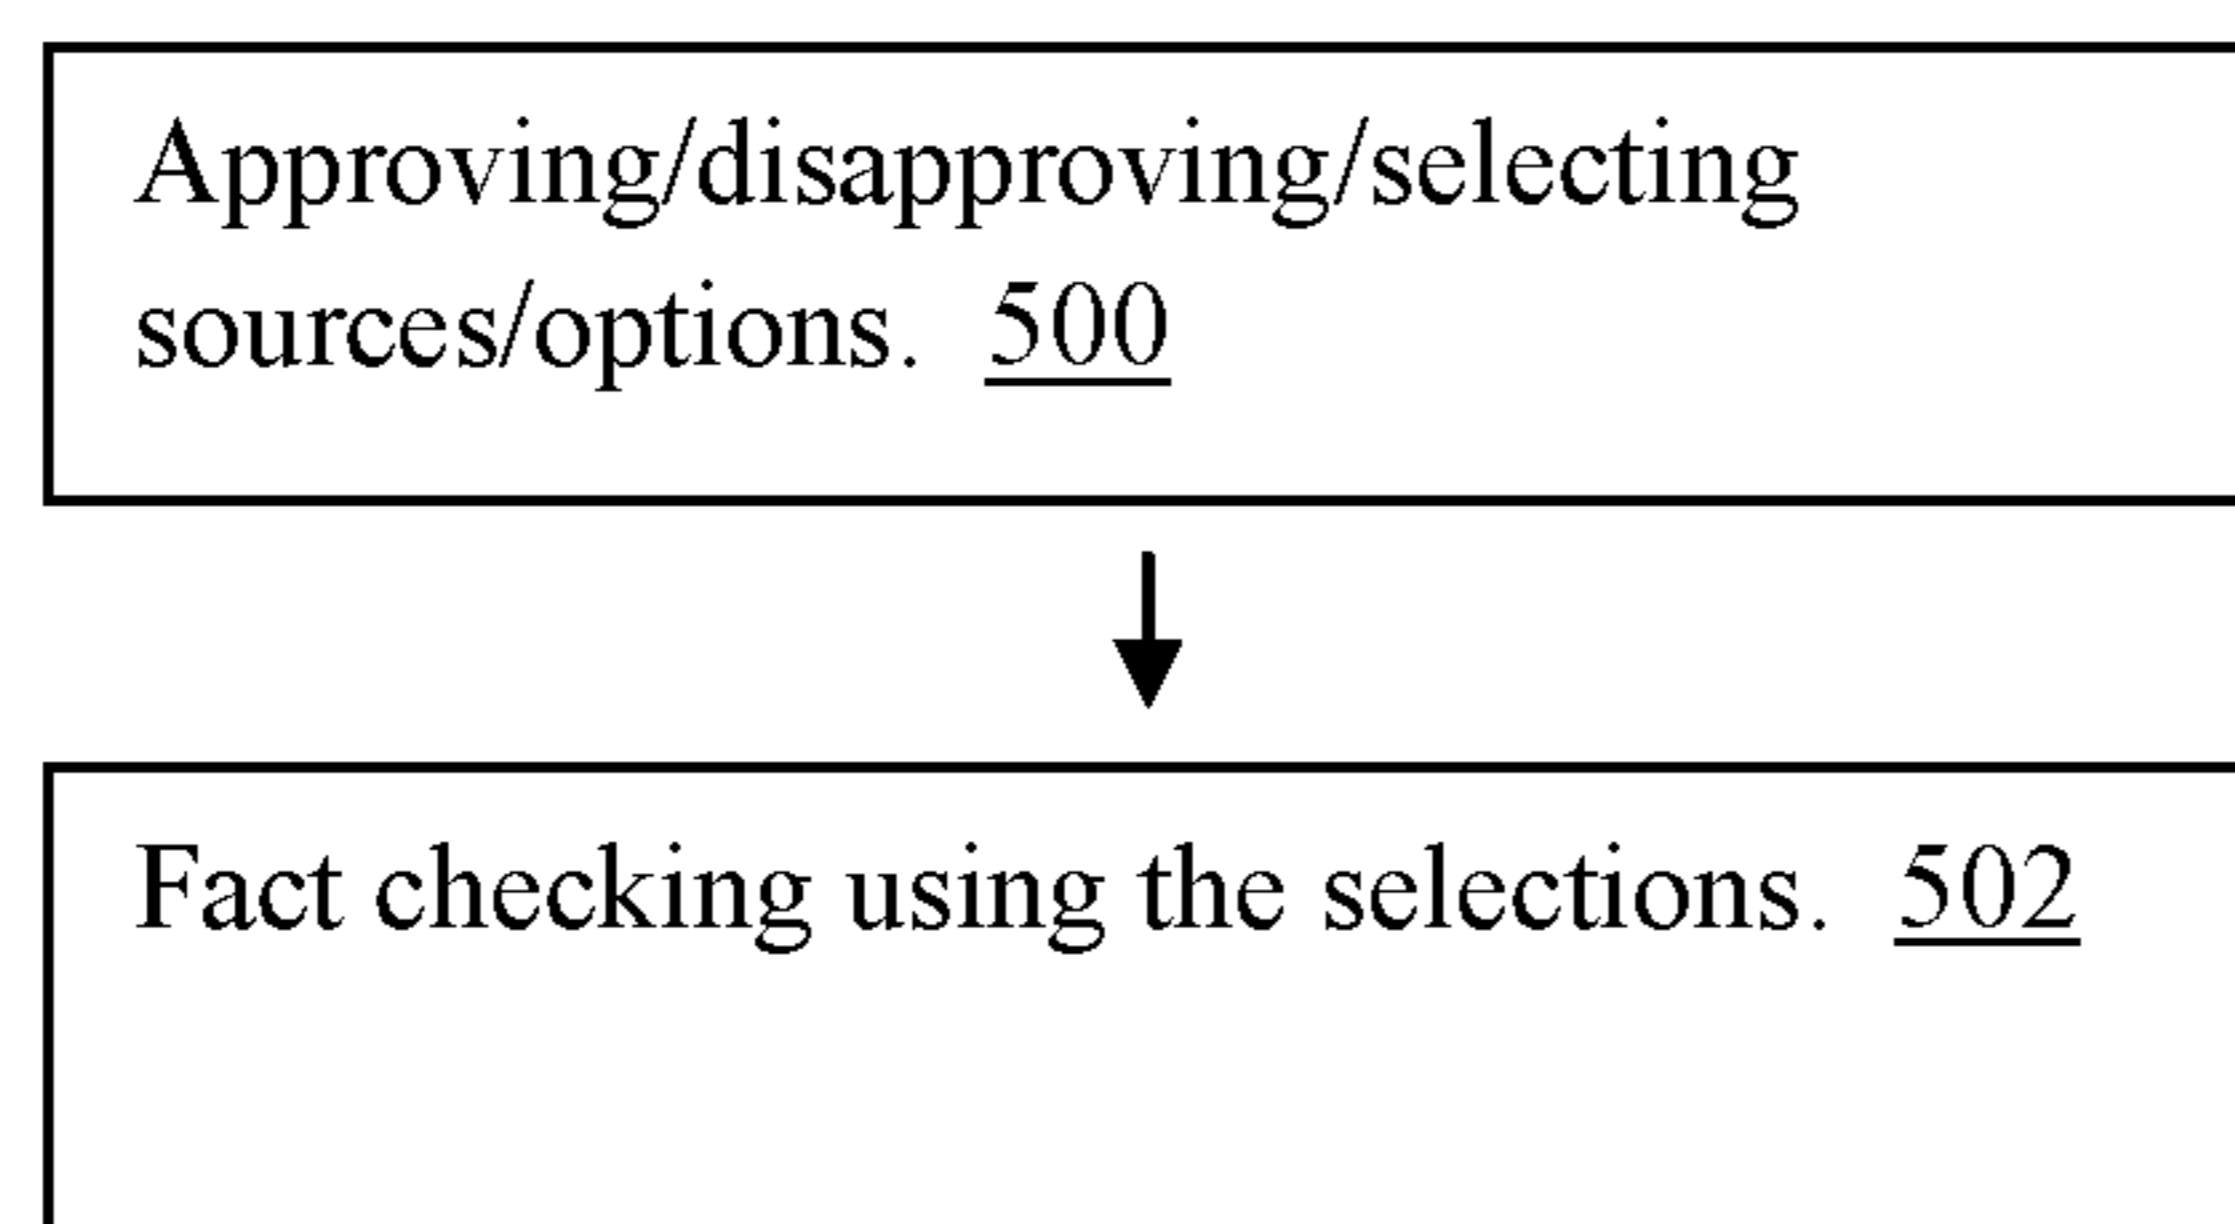 Approving/disapproving/selecting
sources/options. 500
Fact checking using the selections. 502